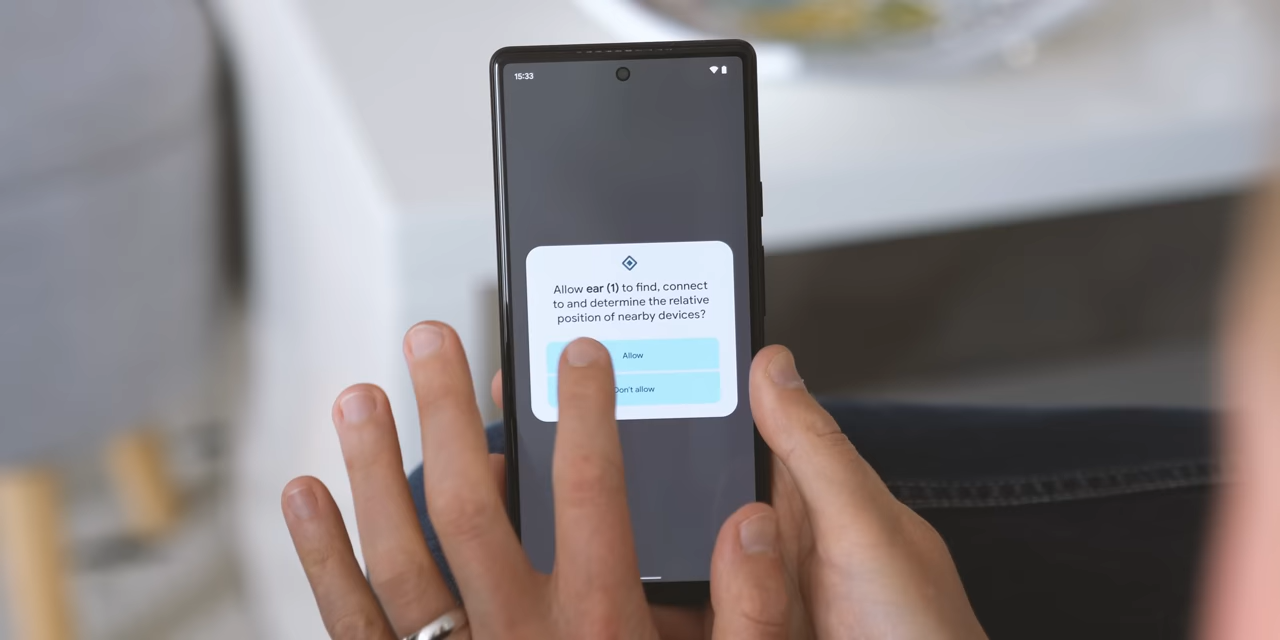 15:33
Allow ear (1) to find, connect
to and determine the relative
position of nearby devices?
Allow
Don't allow